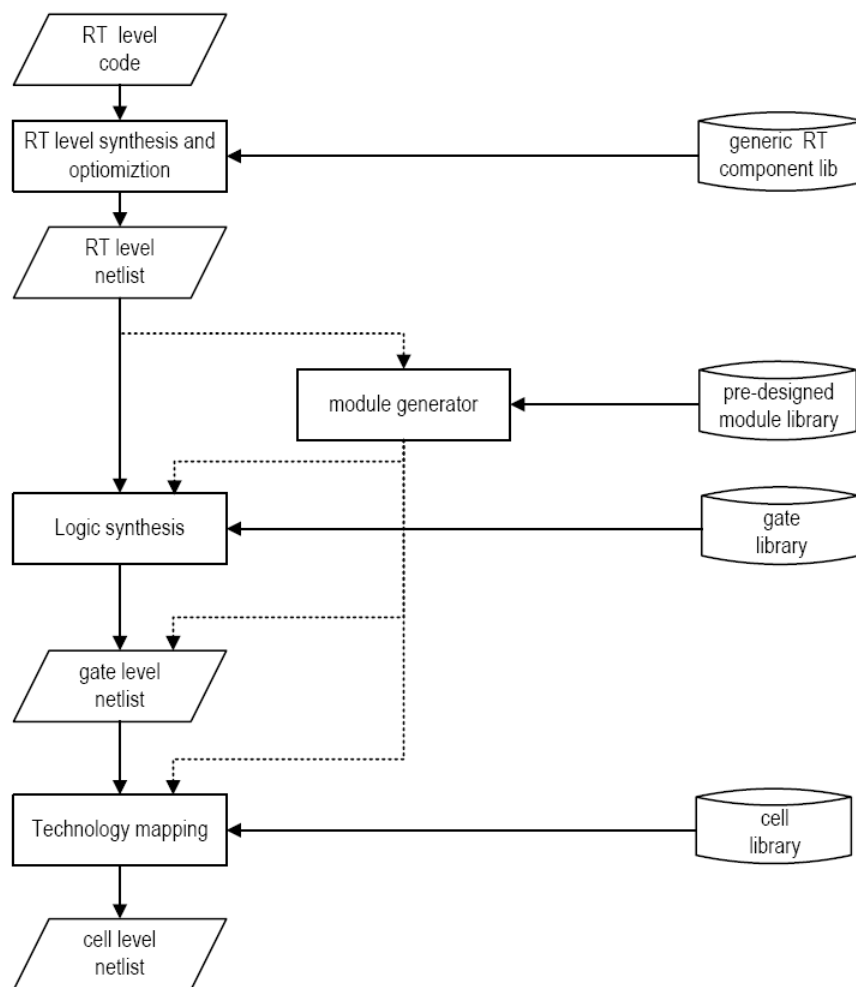 RT level
code
RT level synthesis and
optiomiztion
generic RT
component lib
RT level
netlist
module generator
pre-designed
module library
Logic synthesis
gate
library
gate level
netlist
Technology mapping
cell
library
cell level
netlist